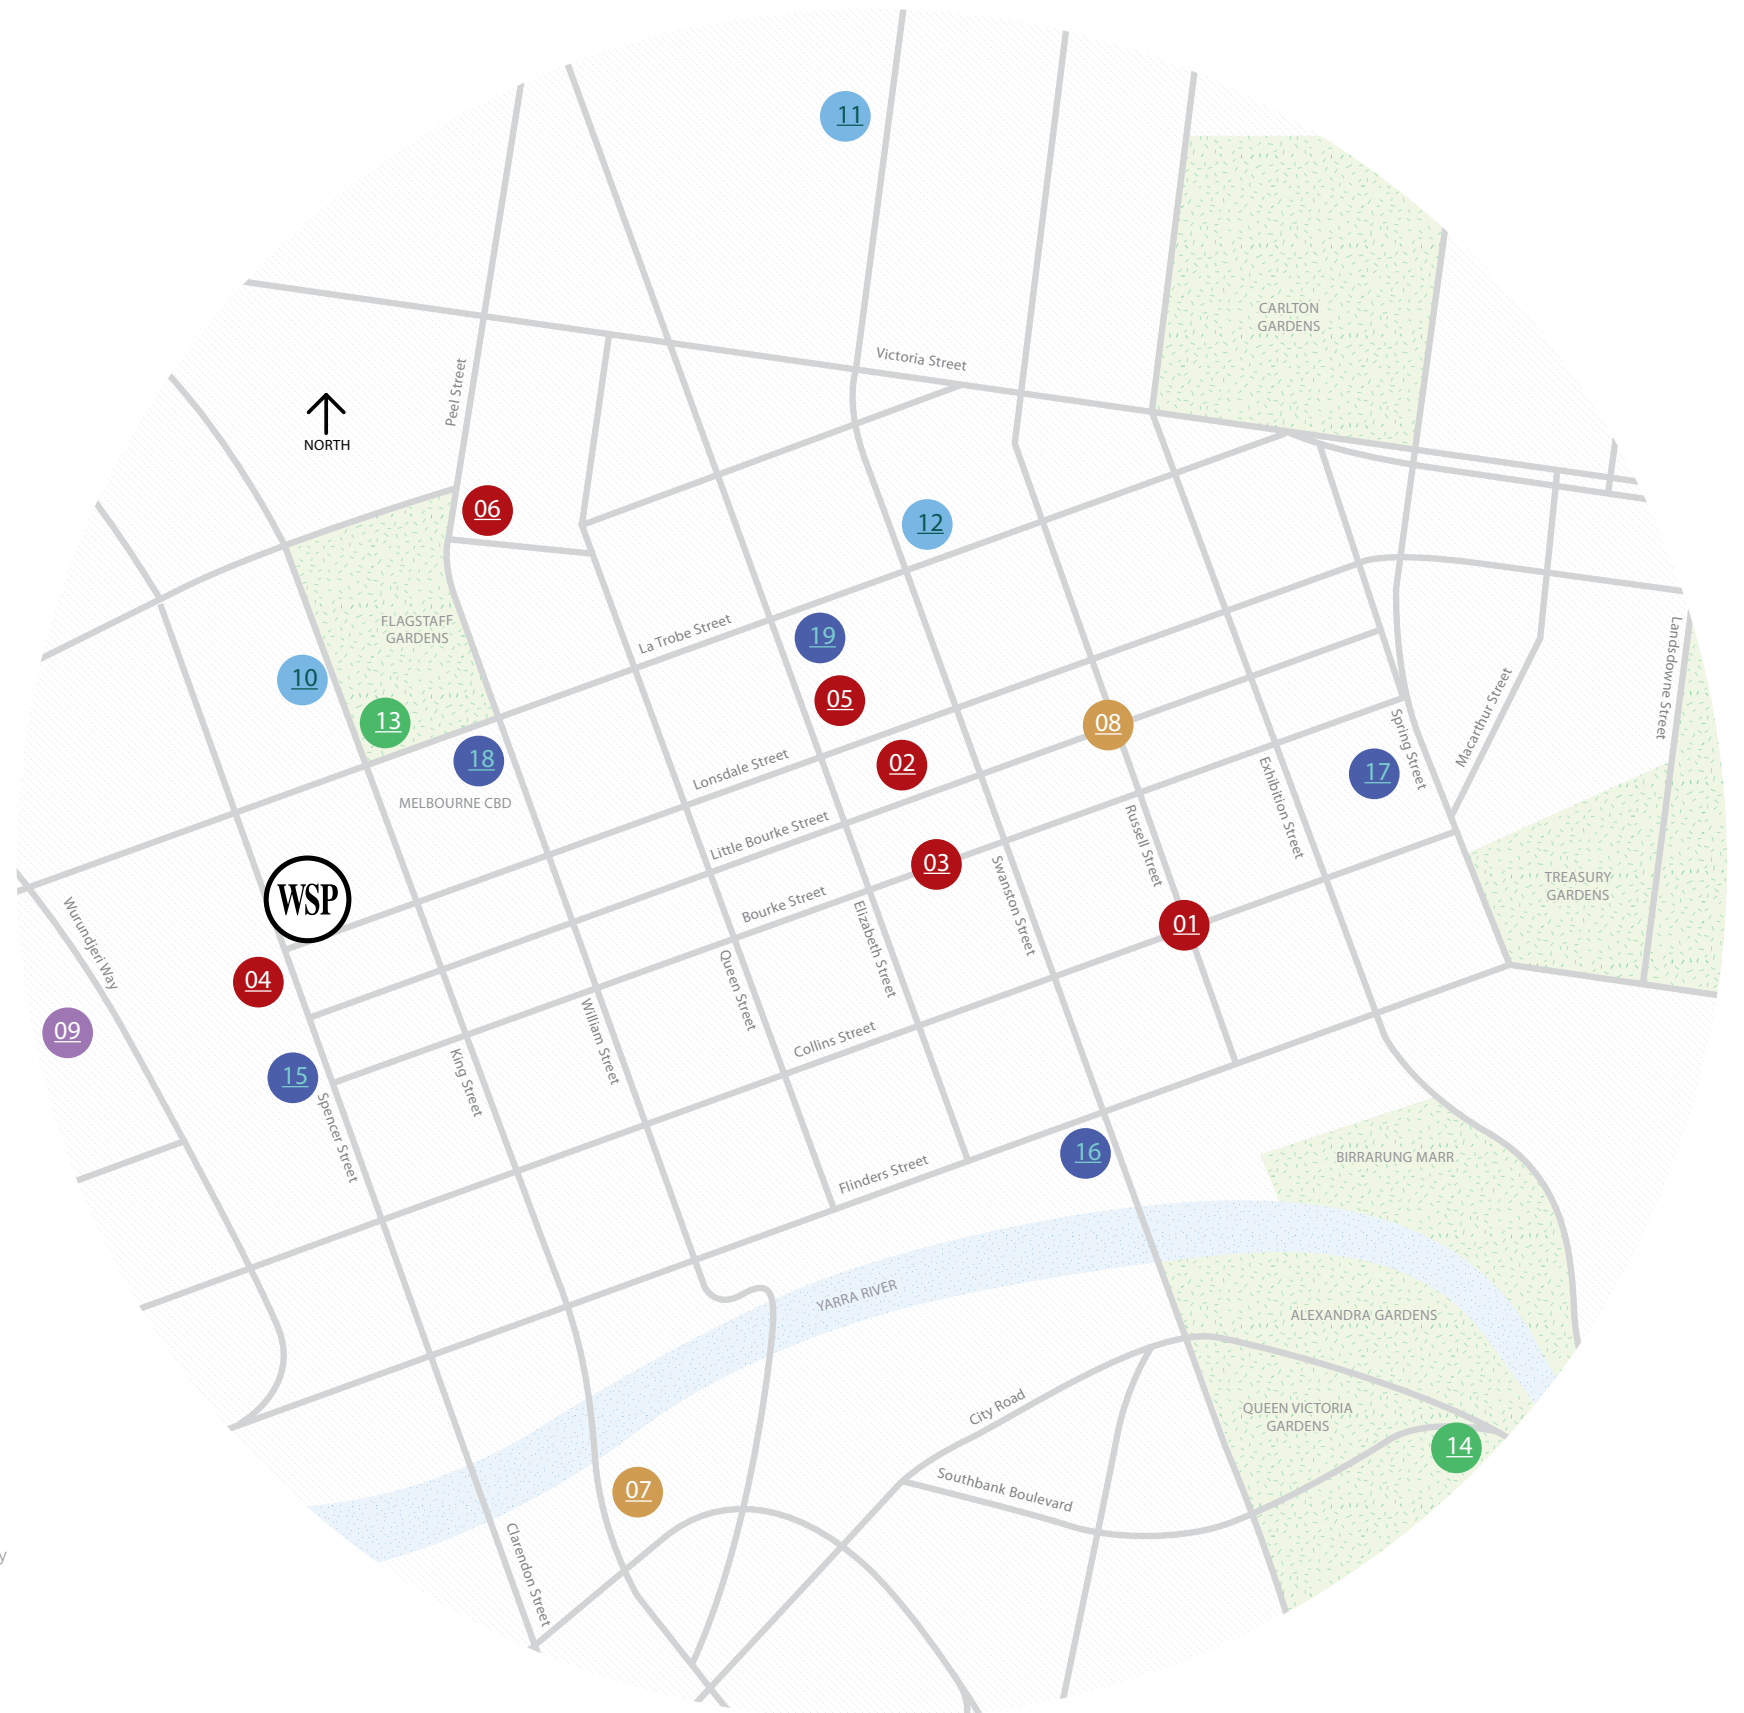 11
CARLTON
GARDENS
Victoria Street
Peel Street
NORTH
06
12
FLAGSTAFF
GARDENS
La Trobe Street
19
10
05
13
18
08
02
Lonsdale Street
MELBOURNE CBD
Little Bourke Street
17
Spring Street
Macarthur Street
Landsdowne Street
Exhibition Street
Russell Street
03
Bourke Street
Swanston Street
TREASURY
GARDENS
WSP
Wurundjeri Way
01
Elizabeth Street
Queen Street
04
09
William Street
Collins Street
15
King Street
Spencer Street
16
Flinders Street
BIRRARUNG MARR
YARRA RIVER
ALEXANDRA GARDENS
City Road
QUEEN VICTORIA
GARDENS
14
07
Southbank Boulevard
Clarendon Street
y